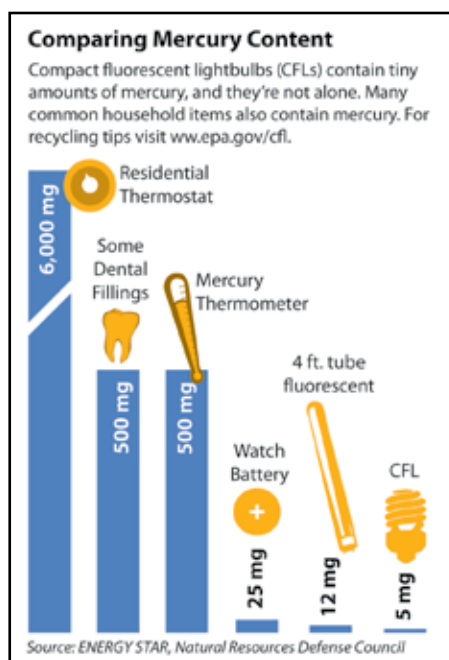 Comparing Mercury Content
Compact fluorescent lightbulbs (CFLs) contain tiny
amounts of mercury, and they're not alone. Many
common household items also contain mercury. For
recycling tips visit ww.epa.gov/cfl.
Residential
Thermostat
6,000 mg
Some
Dental
Fillings
500 mg
Mercury
Thermometer
500 mg
Watch
Battery
+
25 mg
4 ft. tube
fluorescent
12 mg
CFL
5 mg
Source: ENERGY STAR, Natural Resources Defense Council